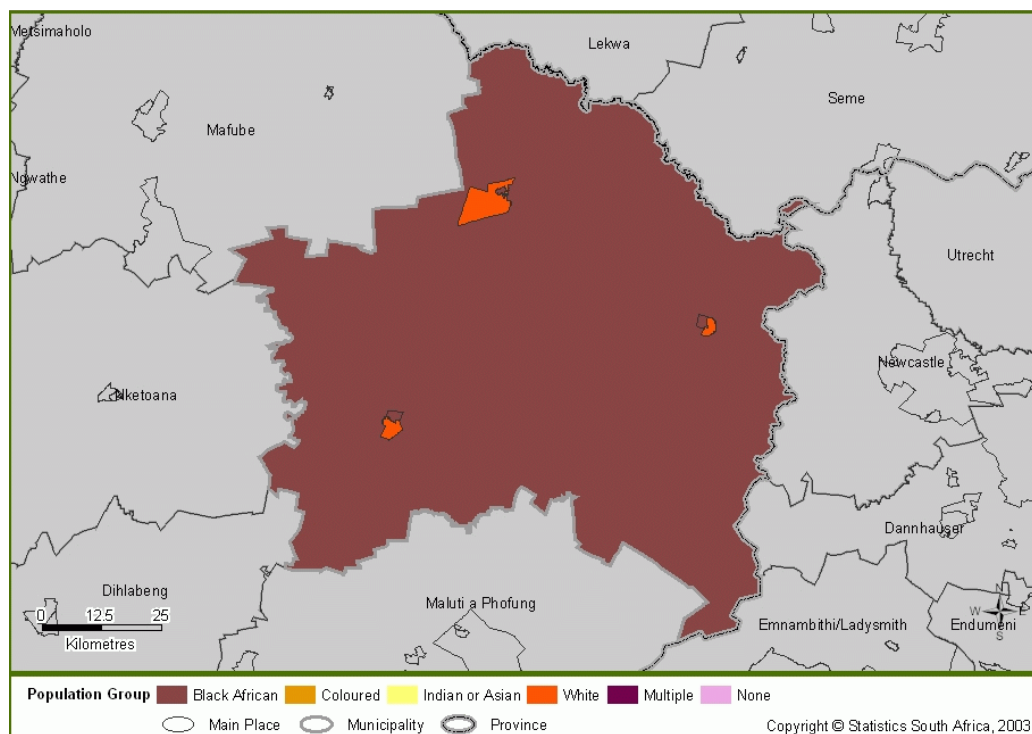 Metsimaholo
Lekwa
Seme
Mafube
Ngwathe
Utrecht
Newcastle
Nketoana
Dannhauser
Dihlabeng
Maluti a Phofung
Emnambithi/Ladysmith
Endumeni
N
W E
S
0 12.5 25
Kilometres
Population Group Black African Coloured Indian or Asian White Multiple None
Main Place Municipality Province Copyright © Statistics South Africa, 2003